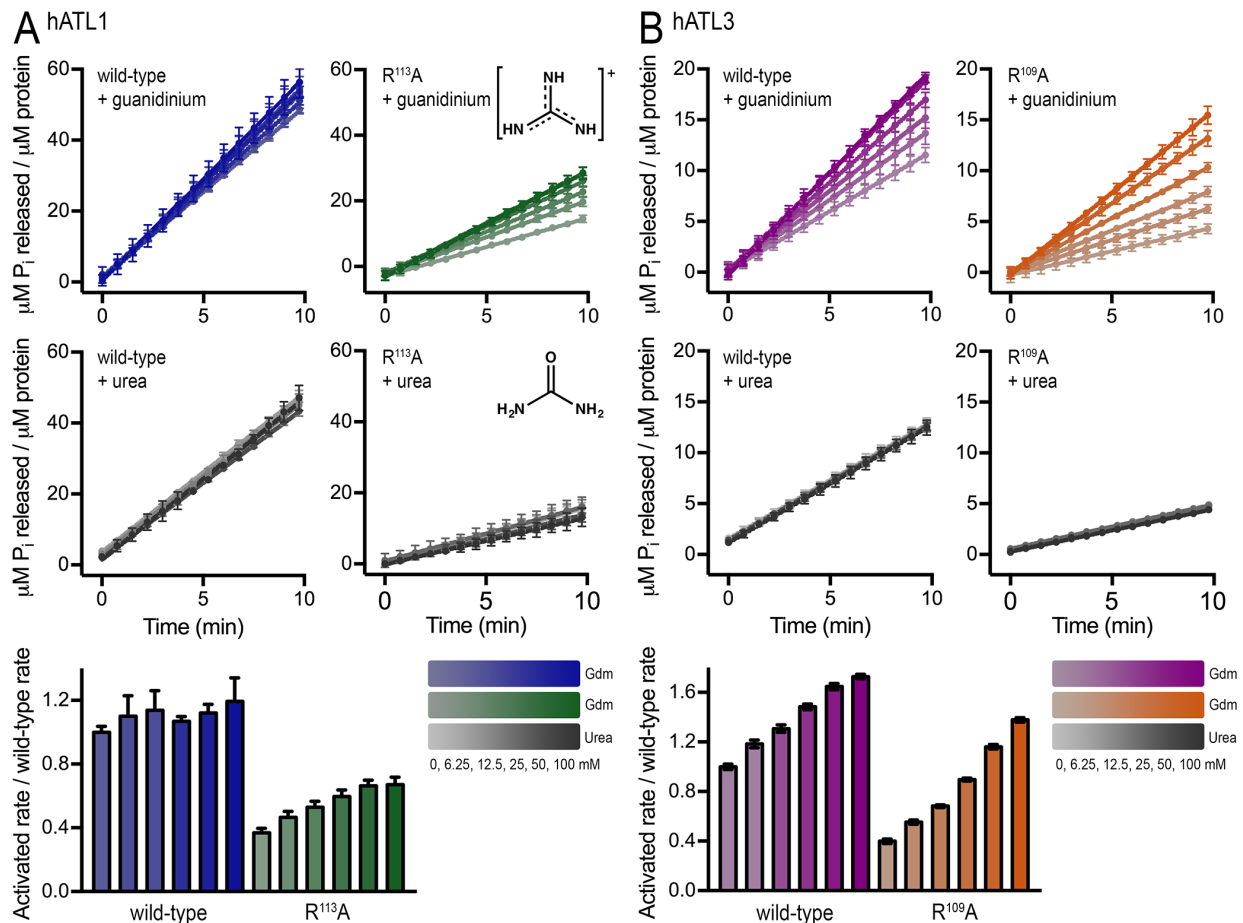 A hATL1
B hATL3
μM Pi released / μM protein
60
40
20
0
wild-type
+ guanidinium
0
5
10
60
40
20
0
R¹¹³A
+ guanidinium
[
NH
HN
NH
]+
0
5
10
μM Pi released / μM protein
20
15
10
5
0
wild-type
+ guanidinium
0
5
10
20
15
10
5
0
R¹⁰⁹A
+ guanidinium
0
5
10
μM Pi released / μM protein
60
40
20
0
wild-type
+ urea
0
5
10
Time (min)
60
40
20
0
R¹¹³A
+ urea
O
H₂N
NH₂
0
5
10
Time (min)
μM Pi released / μM protein
20
15
10
5
0
wild-type
+ urea
0
5
10
Time (min)
20
15
10
5
0
R¹⁰⁹A
+ urea
0
5
10
Time (min)
Activated rate / wild-type rate
1.2
0.8
0.4
0.0
wild-type
R¹¹³A
Gdm
Gdm
Urea
0, 6.25, 12.5, 25, 50, 100 mM
Activated rate / wild-type rate
1.6
1.2
0.8
0.4
0.0
wild-type
R¹⁰⁹A
Gdm
Gdm
Urea
0, 6.25, 12.5, 25, 50, 100 mM